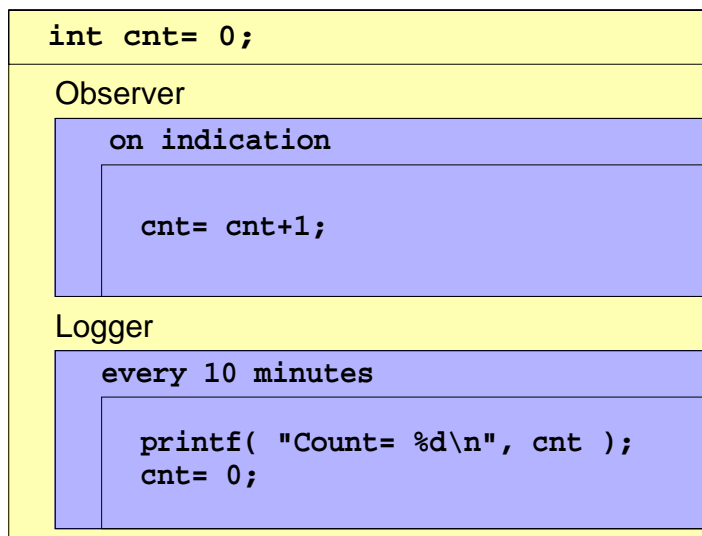 int cnt= 0;
Observer
on indication
cnt= cnt+1;
Logger
every 10 minutes
printf( "Count= %d\n", cnt );
cnt= 0;